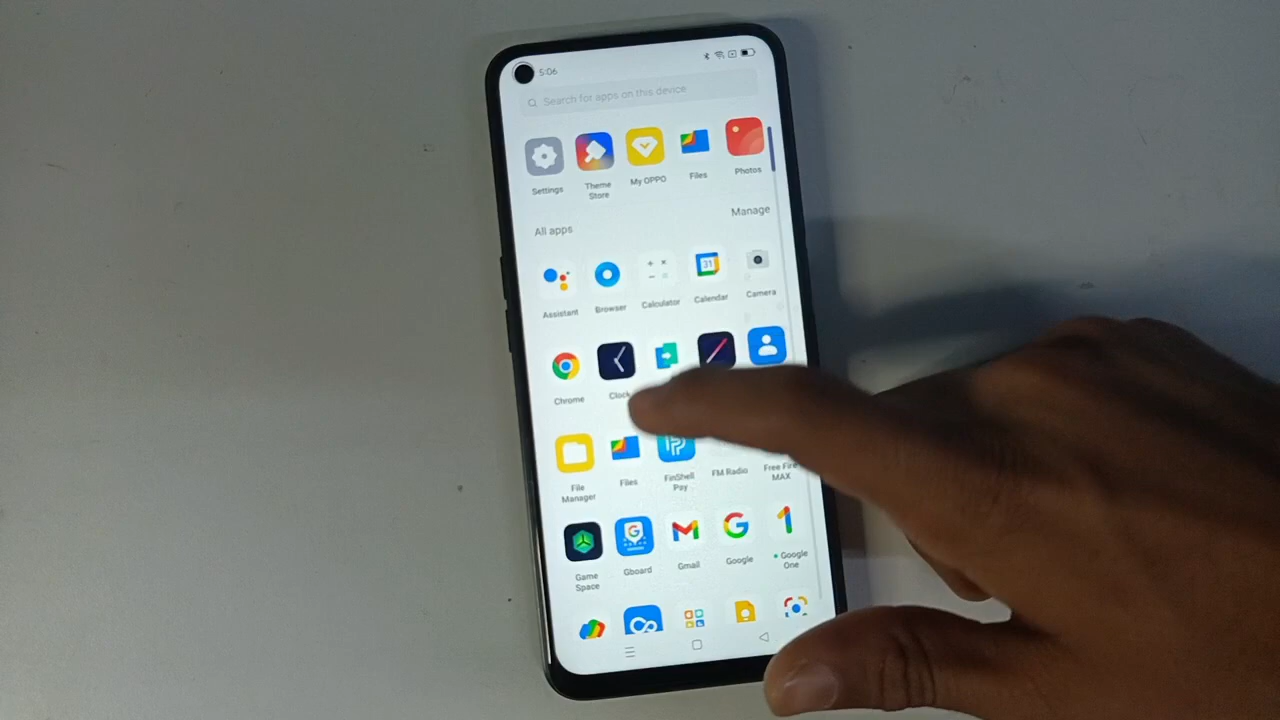 5:06
Search for apps on this device
Settings
Theme
Store
My OPPO
Files
Photos
All apps
Manage
Assistant
Browser
Calculator
31
Calendar
Camera
Chrome
Clock
File
Manager
Files
FinShell
Pay
FM Radio
Free Fire
MAX
Game
Space
Gboard
Gmail
Google
Google
One